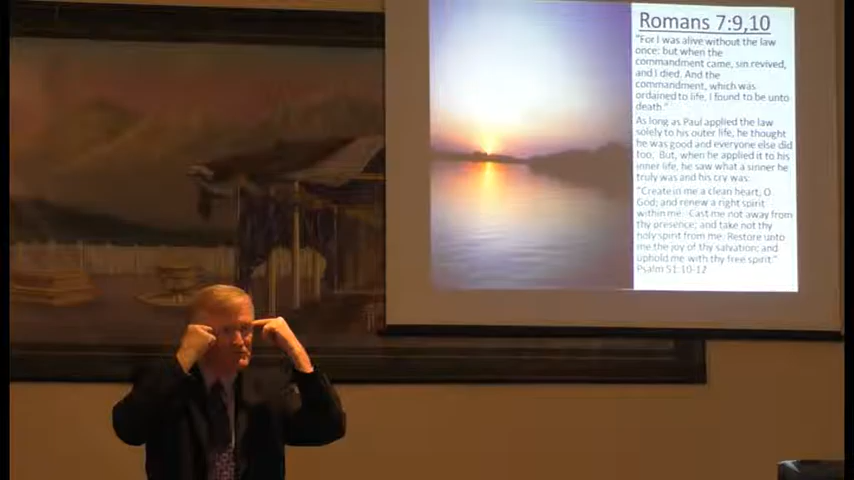 Romans 7:9,10
"For I was alive without the law
once: but when the
commandment came, sin revived,
and I died. And the
commandment, which was
ordained to life, I found to be unto
death."
As long as Paul applied the law
solely to his outer life, he thought
he was good and everyone else did
too. But, when he applied it to his
inner life, he saw what a sinner he
truly was and his cry was:
"Create in me a clean heart, O
God; and renew a right spirit
within me. Cast me not away from
thy presence; and take not thy
holy spirit from me. Restore unto
me the joy of thy salvation; and
uphold me with thy free spirit."
Psalm 51:10-12